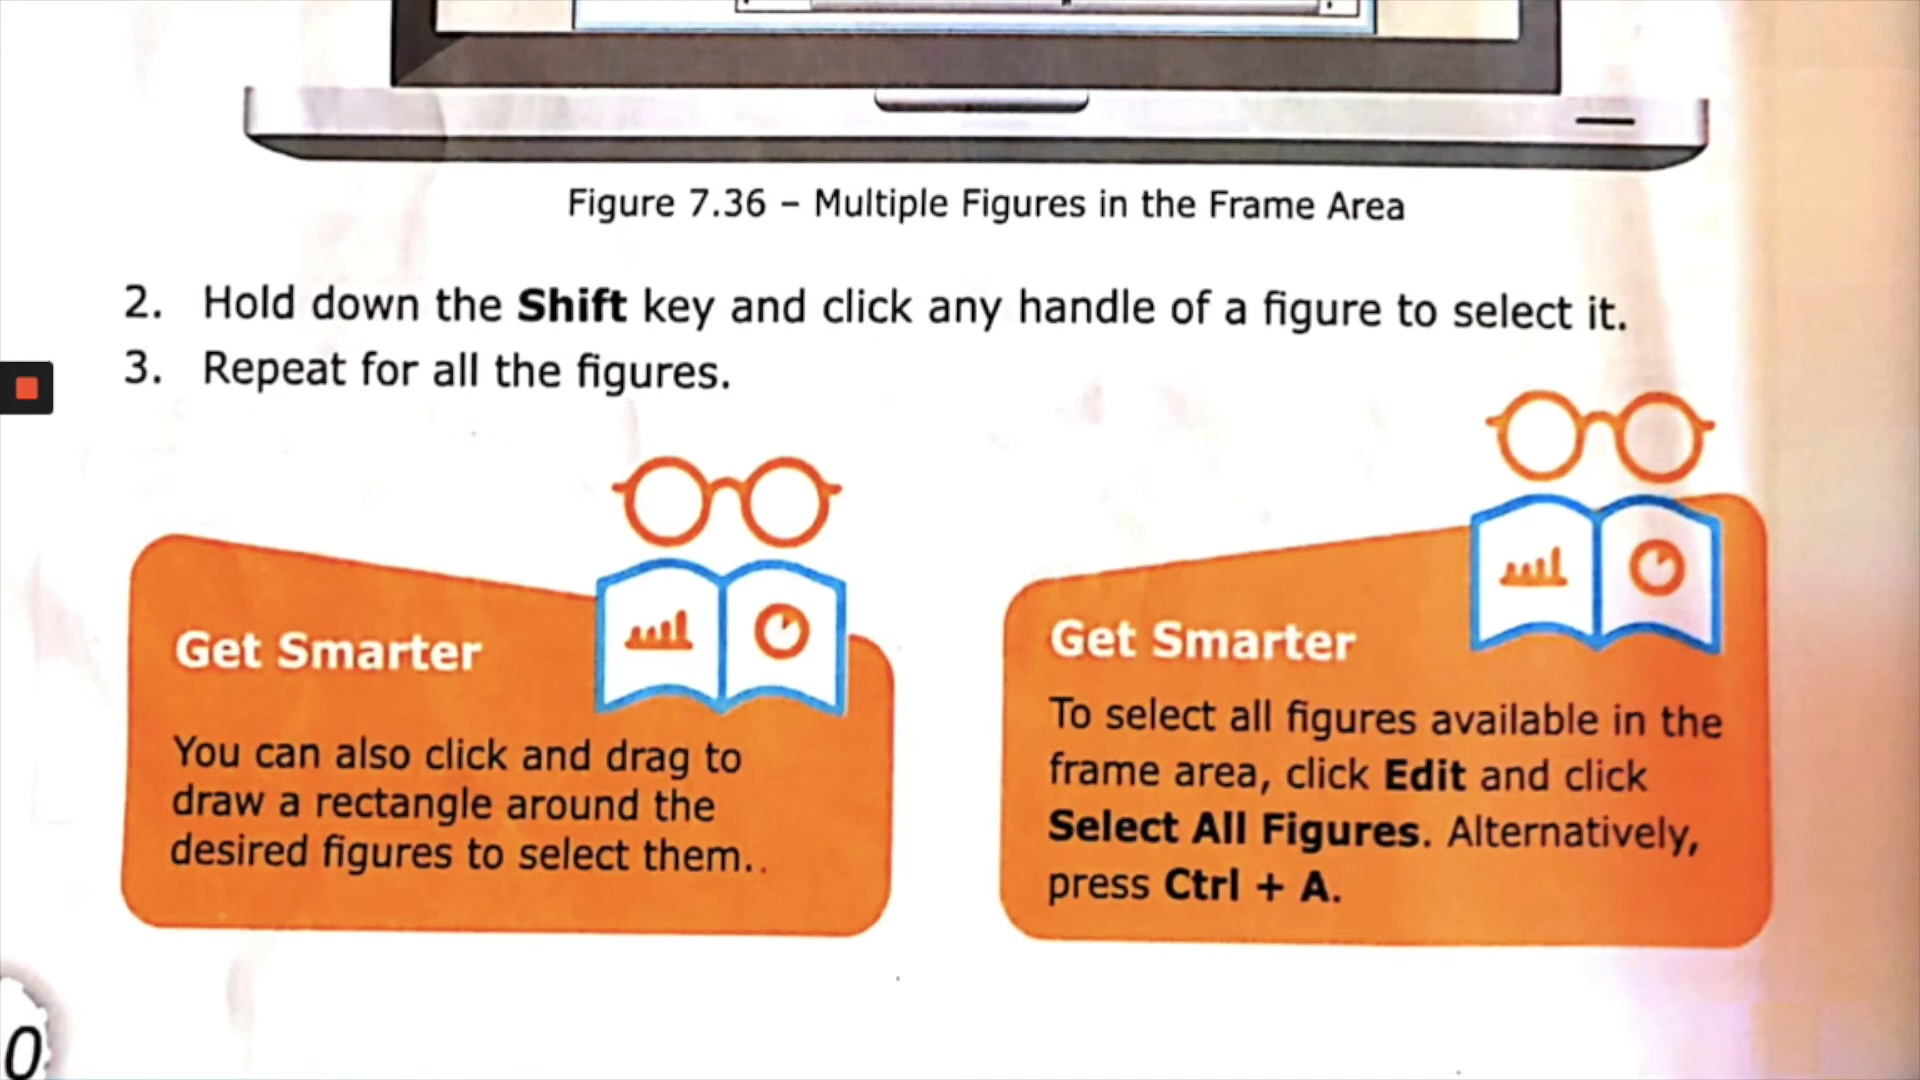 Figure 7.36 – Multiple Figures in the Frame Area
2. Hold down the Shift key and click any handle of a figure to select it.
3. Repeat for all the figures.
Get Smarter
You can also click and drag to
draw a rectangle around the
desired figures to select them..
Get Smarter
To select all figures available in the
frame area, click Edit and click
Select All Figures. Alternatively,
press Ctrl + A.
0